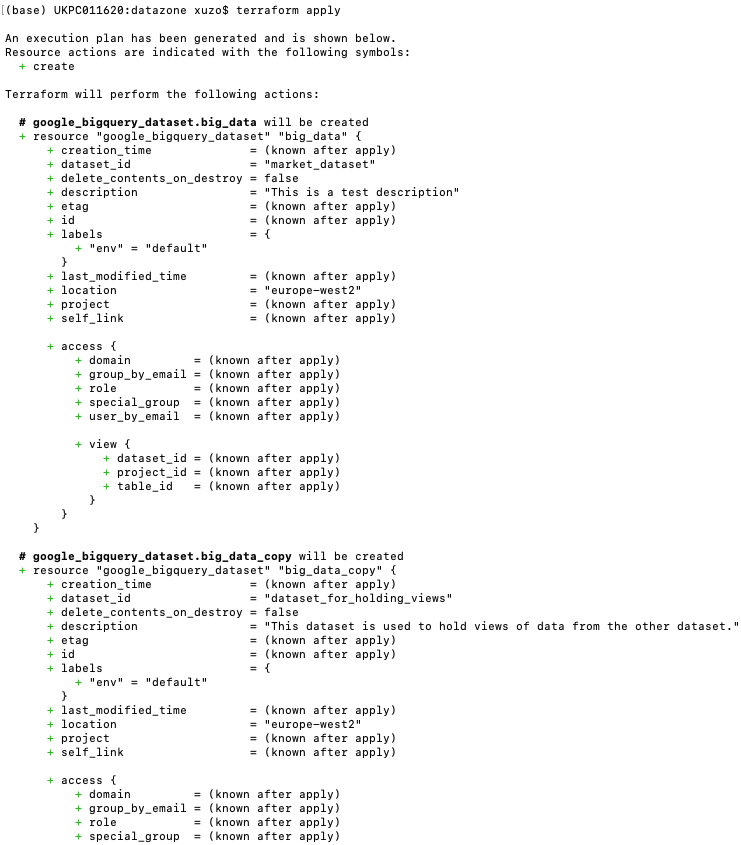 [(base) UKPC011620:datazone xuzo$ terraform apply
An execution plan has been generated and is shown below.
Resource actions are indicated with the following symbols:
  + create
Terraform will perform the following actions:
  # google_bigquery_dataset.big_data will be created
  + resource "google_bigquery_dataset" "big_data" {
      + creation_time              = (known after apply)
      + dataset_id                 = "market_dataset"
      + delete_contents_on_destroy = false
      + description                = "This is a test description"
      + etag                       = (known after apply)
      + id                         = (known after apply)
      + labels                     = {
          + "env" = "default"
        }
      + last_modified_time         = (known after apply)
      + location                   = "europe-west2"
      + project                    = (known after apply)
      + self_link                  = (known after apply)
      + access {
          + domain         = (known after apply)
          + group_by_email = (known after apply)
          + role           = (known after apply)
          + special_group  = (known after apply)
          + user_by_email  = (known after apply)
          + view {
              + dataset_id = (known after apply)
              + project_id = (known after apply)
              + table_id   = (known after apply)
            }
        }
    }
  # google_bigquery_dataset.big_data_copy will be created
  + resource "google_bigquery_dataset" "big_data_copy" {
      + creation_time              = (known after apply)
      + dataset_id                 = "dataset_for_holding_views"
      + delete_contents_on_destroy = false
      + description                = "This dataset is used to hold views of data from the other dataset."
      + etag                       = (known after apply)
      + id                         = (known after apply)
      + labels                     = {
          + "env" = "default"
        }
      + last_modified_time         = (known after apply)
      + location                   = "europe-west2"
      + project                    = (known after apply)
      + self_link                  = (known after apply)
      + access {
          + domain         = (known after apply)
          + group_by_email = (known after apply)
          + role           = (known after apply)
          + special_group  = (known after apply)